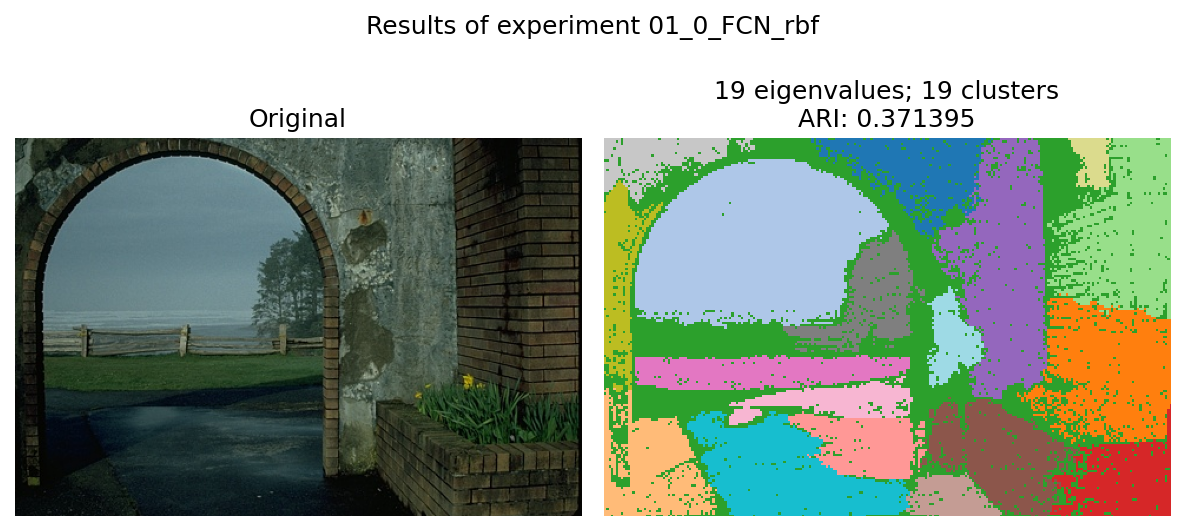 Results of experiment 01_0_FCN_rbf
Original
19 eigenvalues; 19 clusters
ARI: 0.371395